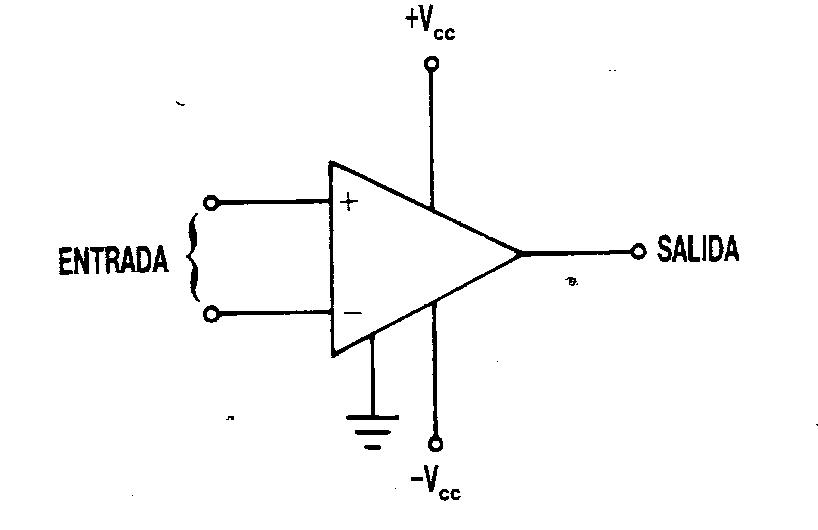 +Vcc
+
ENTRADA
SALIDA
−
−Vcc